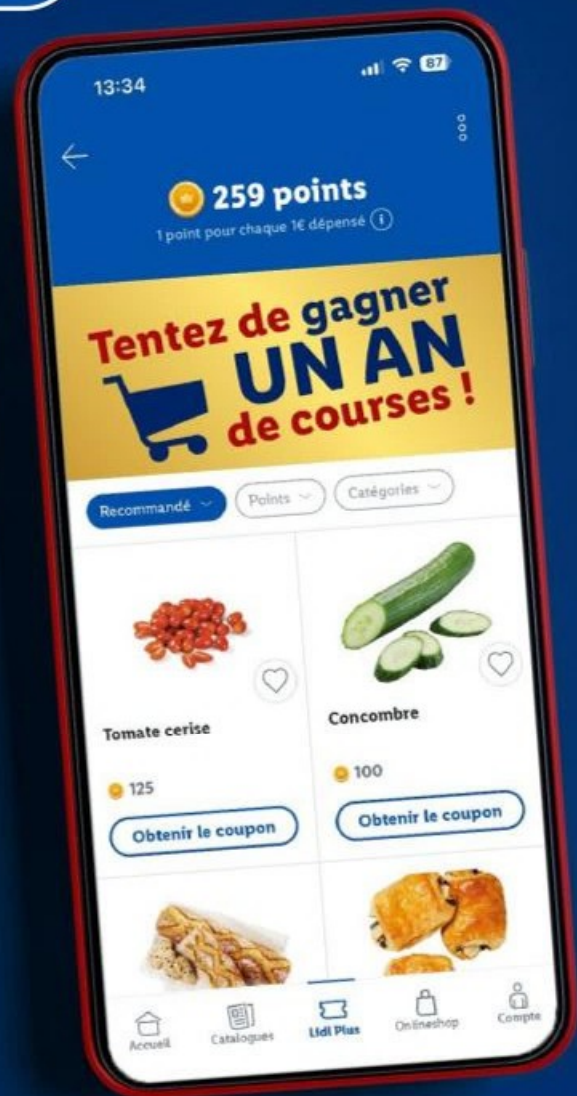 13:34
87
259 points
1 point pour chaque 1€ dépensé i
Tentez de gagner
UN AN
de courses !
Recommandé
Points
Catégories
Tomate cerise
Concombre
125
100
Obtenir le coupon
Obtenir le coupon
Accueil
Catalogues
Lidl Plus
Onlineshop
Compte